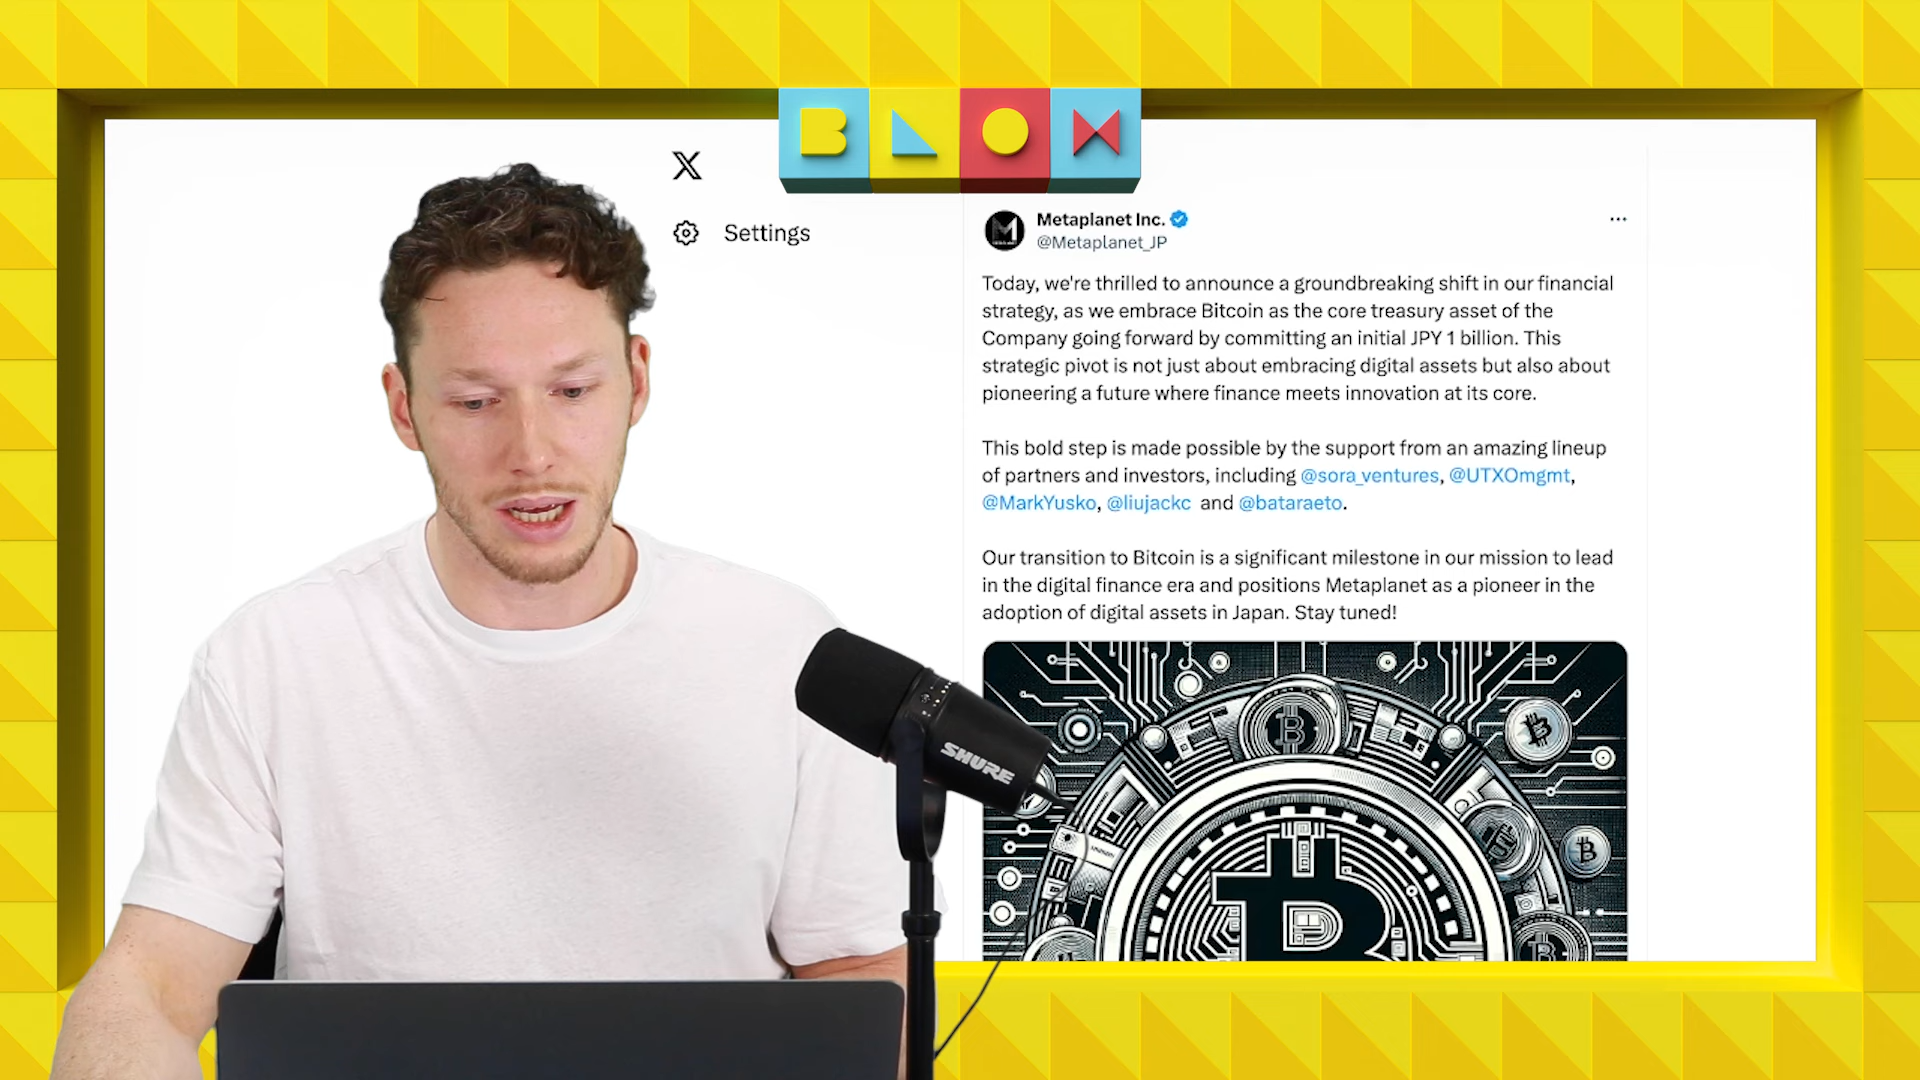 BLOX
X
Settings
Metaplanet Inc.
@Metaplanet_JP
Today, we're thrilled to announce a groundbreaking shift in our financial
strategy, as we embrace Bitcoin as the core treasury asset of the
Company going forward by committing an initial JPY 1 billion. This
strategic pivot is not just about embracing digital assets but also about
pioneering a future where finance meets innovation at its core.
This bold step is made possible by the support from an amazing lineup
of partners and investors, including @sora_ventures, @UTXOmgmt,
@MarkYusko, @liujackc and @bataraeto.
Our transition to Bitcoin is a significant milestone in our mission to lead
in the digital finance era and positions Metaplanet as a pioneer in the
adoption of digital assets in Japan. Stay tuned!
SHURE